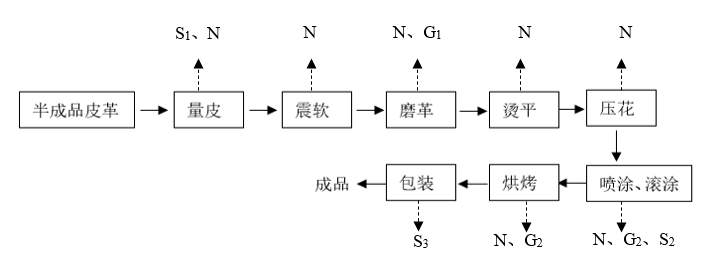 S₁、N N N、G₁ N N
半成品皮革 量皮 震软 磨革 烫平 压花
成品 包装 烘烤 喷涂、滚涂
S₃ N、G₂ N、G₂、S₂